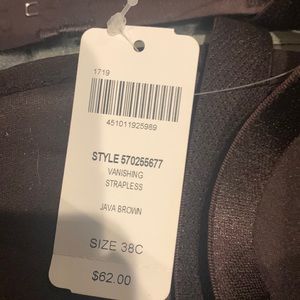 1719
451011925989
STYLE 570255677
VANISHING
STRAPLESS
JAVA BROWN
SIZE 38C
$62.00